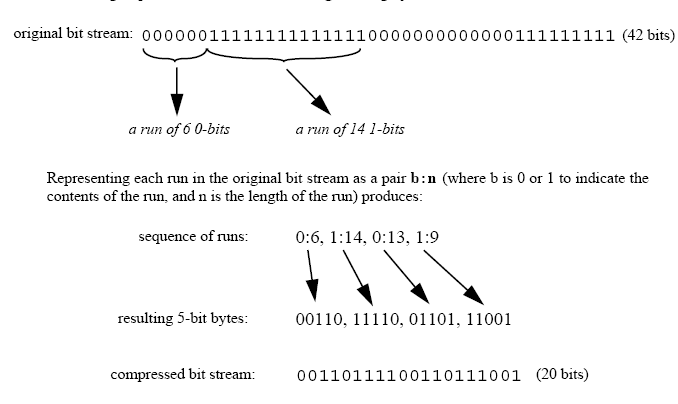 original bit stream: 000000111111111111110000000000000111111111 (42 bits)
a run of 6 0-bits a run of 14 1-bits
Representing each run in the original bit stream as a pair b:n (where b is 0 or 1 to indicate the
contents of the run, and n is the length of the run) produces:
sequence of runs: 0:6, 1:14, 0:13, 1:9
resulting 5-bit bytes: 00110, 11110, 01101, 11001
compressed bit stream: 00110111100110111001 (20 bits)